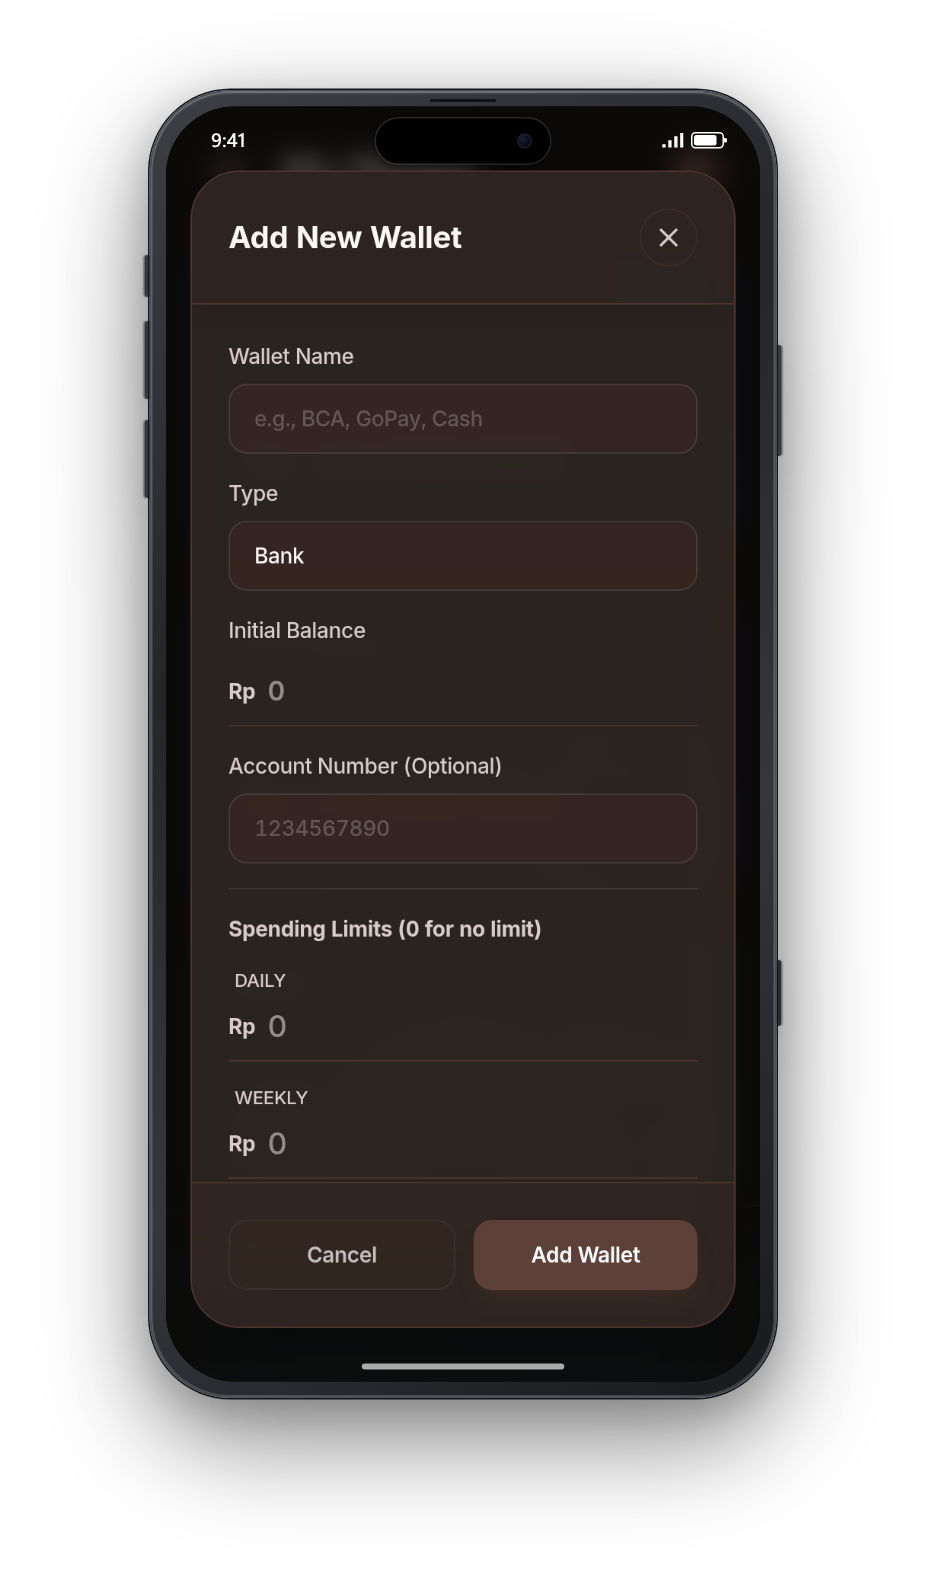 9:41
Add New Wallet
Wallet Name
e.g., BCA, GoPay, Cash
Type
Bank
Initial Balance
Rp 0
Account Number (Optional)
1234567890
Spending Limits (0 for no limit)
DAILY
Rp 0
WEEKLY
Rp 0
Cancel Add Wallet